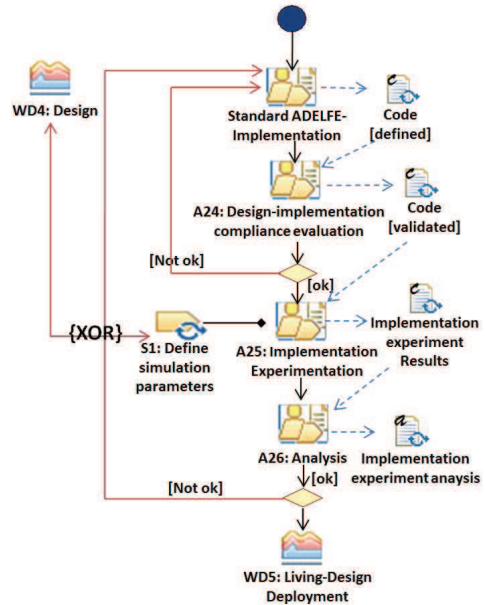 WD4: Design
Standard ADELFE-
Implementation
Code
[defined]
A24: Design-implementation
compliance evaluation
Code
[validated]
[Not ok]
[ok]
{XOR}
S1: Define
simulation
parameters
A25: Implementation
Experimentation
Implementation
experiment
Results
A26: Analysis
Implementation
experiment anaysis
[Not ok]
[ok]
WD5: Living-Design
Deployment